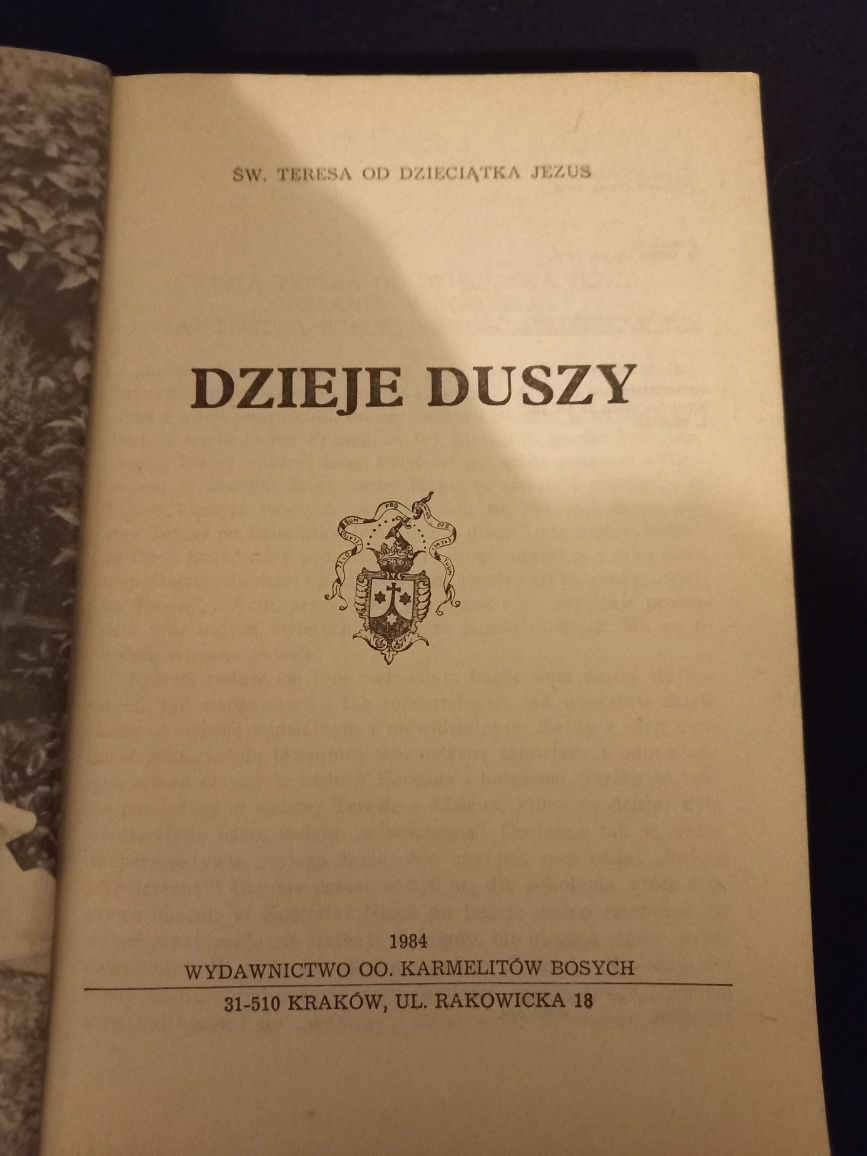 ŚW. TERESA OD DZIECIĄTKA JEZUS
DZIEJE DUSZY
1984
WYDAWNICTWO OO. KARMELITÓW BOSYCH
31-510 KRAKÓW, UL. RAKOWICKA 18